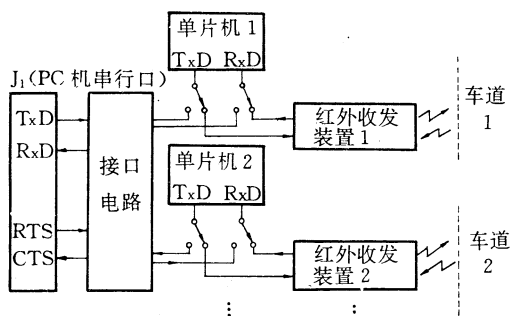 单片机1
TxD RxD
J₁(PC 机串行口)
TxD
RxD
RTS
CTS
接口
电路
红外收发
装置1
车道
1
单片机2
TxD RxD
红外收发
装置2
车道
2
⋮ ⋮